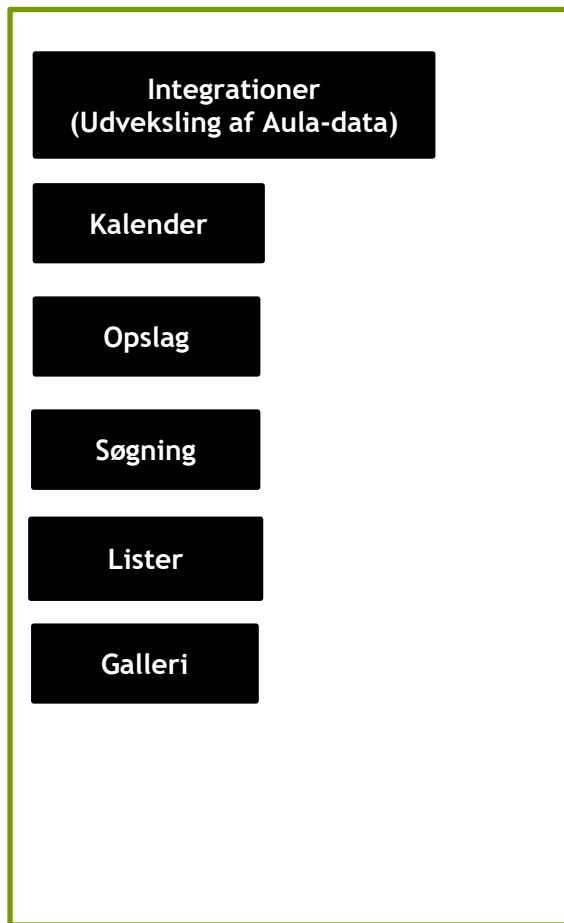 Integrationer
(Udveksling af Aula-data)
Kalender
Opslag
Søgning
Lister
Galleri